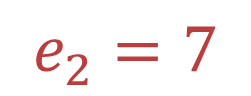 e₂ = 7